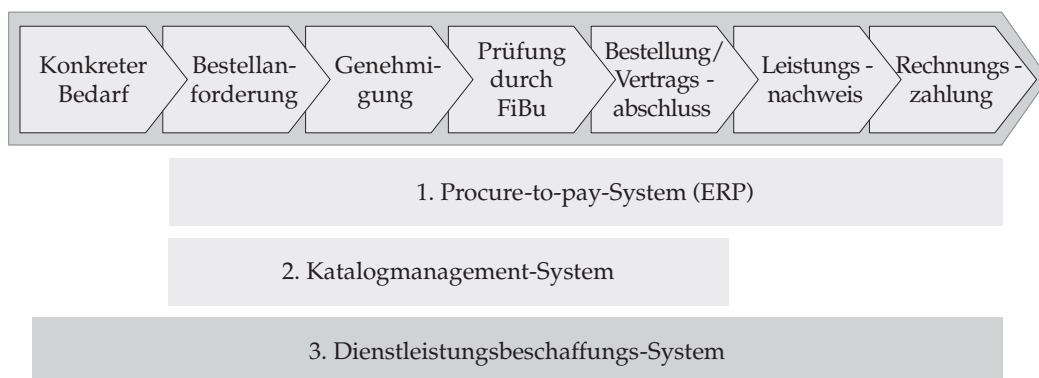 Konkreter
Bedarf
Bestellan-
forderung
Genehmi-
gung
Prüfung
durch
FiBu
Bestellung/
Vertrags -
abschluss
Leistungs -
nachweis
Rechnungs -
zahlung
1. Procure-to-pay-System (ERP)
2. Katalogmanagement-System
3. Dienstleistungsbeschaffungs-System